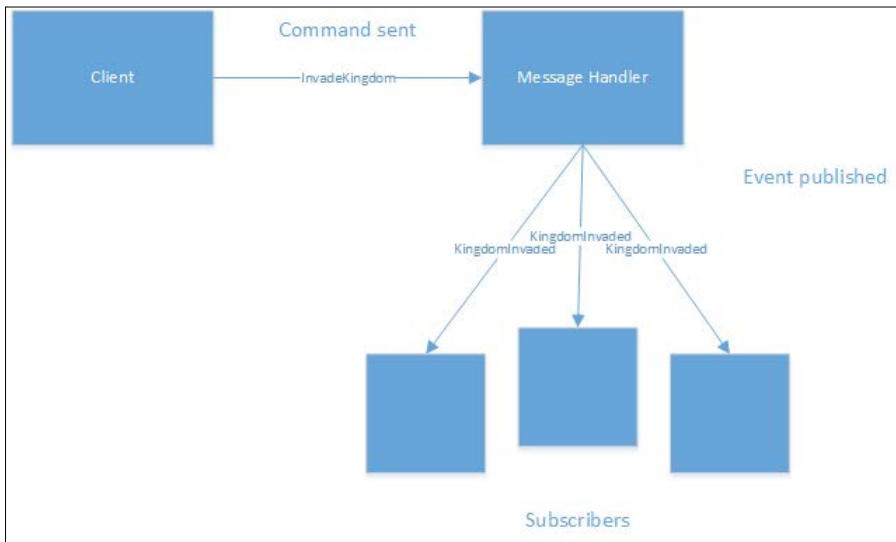 Command sent
Client
InvadeKingdom
Message Handler
Event published
KingdomInvaded
KingdomInvaded
KingdomInvaded
Subscribers